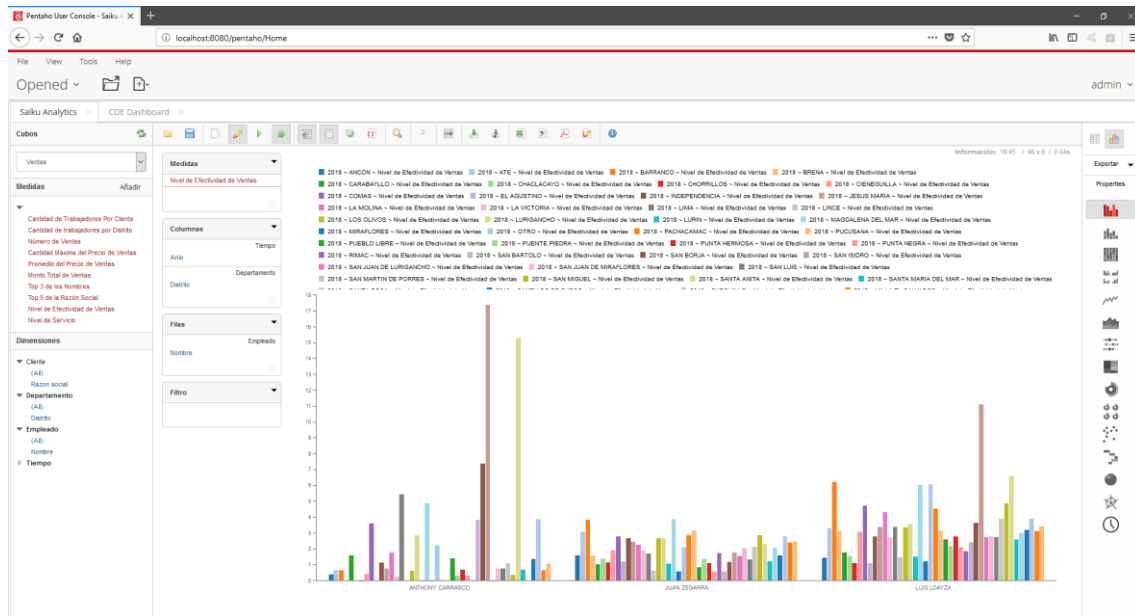 Pentaho User Console - Saiku
localhost:8080/pentaho/Home
File View Tools Help
Opened
admin
Saiku Analytics CDE Dashboard
Cubos
Ventas
Medidas Añadir
Cantidad de Trabajadores Por Cliente
Cantidad de trabajadores por Distrito
Número de Ventas
Cantidad Máxima del Precio de Ventas
Promedio del Precio de Ventas
Monto Total de Ventas
Top 3 de los Nombres
Top 5 de la Razón Social
Nivel de Efectividad de Ventas
Nivel de Servicio
Dimensiones
Cliente
(All)
Razon social
Departamento
(All)
Distrito
Empleado
(All)
Nombre
Tiempo
Medidas
Nivel de Efectividad de Ventas
Columnas
Tiempo
Anio
Departamento
Distrito
Filas
Empleado
Nombre
Filtro
Información: 19:45 / 46 x 6 / 0.04s
2018 ~ ANCON ~ Nivel de Efectividad de Ventas 2018 ~ ATE ~ Nivel de Efectividad de Ventas 2018 ~ BARRANCO ~ Nivel de Efectividad de Ventas 2018 ~ BRENA ~ Nivel de Efectividad de Ventas
2018 ~ CARABAYLLO ~ Nivel de Efectividad de Ventas 2018 ~ CHACLACAYO ~ Nivel de Efectividad de Ventas 2018 ~ CHORRILLOS ~ Nivel de Efectividad de Ventas 2018 ~ CIENEGUILLA ~ Nivel de Efectividad de Ventas
2018 ~ COMAS ~ Nivel de Efectividad de Ventas 2018 ~ EL AGUSTINO ~ Nivel de Efectividad de Ventas 2018 ~ INDEPENDENCIA ~ Nivel de Efectividad de Ventas 2018 ~ JESUS MARIA ~ Nivel de Efectividad de Ventas
2018 ~ LA MOLINA ~ Nivel de Efectividad de Ventas 2018 ~ LA VICTORIA ~ Nivel de Efectividad de Ventas 2018 ~ LIMA ~ Nivel de Efectividad de Ventas 2018 ~ LINCE ~ Nivel de Efectividad de Ventas
2018 ~ LOS OLIVOS ~ Nivel de Efectividad de Ventas 2018 ~ LURIGANCHO ~ Nivel de Efectividad de Ventas 2018 ~ LURIN ~ Nivel de Efectividad de Ventas 2018 ~ MAGDALENA DEL MAR ~ Nivel de Efectividad de Ventas
2018 ~ MIRAFLORES ~ Nivel de Efectividad de Ventas 2018 ~ OTRO ~ Nivel de Efectividad de Ventas 2018 ~ PACHACAMAC ~ Nivel de Efectividad de Ventas 2018 ~ PUCUSANA ~ Nivel de Efectividad de Ventas
2018 ~ PUEBLO LIBRE ~ Nivel de Efectividad de Ventas 2018 ~ PUENTE PIEDRA ~ Nivel de Efectividad de Ventas 2018 ~ PUNTA HERMOSA ~ Nivel de Efectividad de Ventas 2018 ~ PUNTA NEGRA ~ Nivel de Efectividad de Ventas
2018 ~ RIMAC ~ Nivel de Efectividad de Ventas 2018 ~ SAN BARTOLO ~ Nivel de Efectividad de Ventas 2018 ~ SAN BORJA ~ Nivel de Efectividad de Ventas 2018 ~ SAN ISIDRO ~ Nivel de Efectividad de Ventas
2018 ~ SAN JUAN DE LURIGANCHO ~ Nivel de Efectividad de Ventas 2018 ~ SAN JUAN DE MIRAFLORES ~ Nivel de Efectividad de Ventas 2018 ~ SAN LUIS ~ Nivel de Efectividad de Ventas
2018 ~ SAN MARTIN DE PORRES ~ Nivel de Efectividad de Ventas 2018 ~ SAN MIGUEL ~ Nivel de Efectividad de Ventas 2018 ~ SANTA ANITA ~ Nivel de Efectividad de Ventas 2018 ~ SANTA MARIA DEL MAR ~ Nivel de Efectividad de Ventas
18
17
16
15
14
13
12
11
10
9
8
7
6
5
4
3
2
1
0
ANTHONY CARRASCO JUAN ZEGARRA LUIS LOAYZA
Exportar
Properties